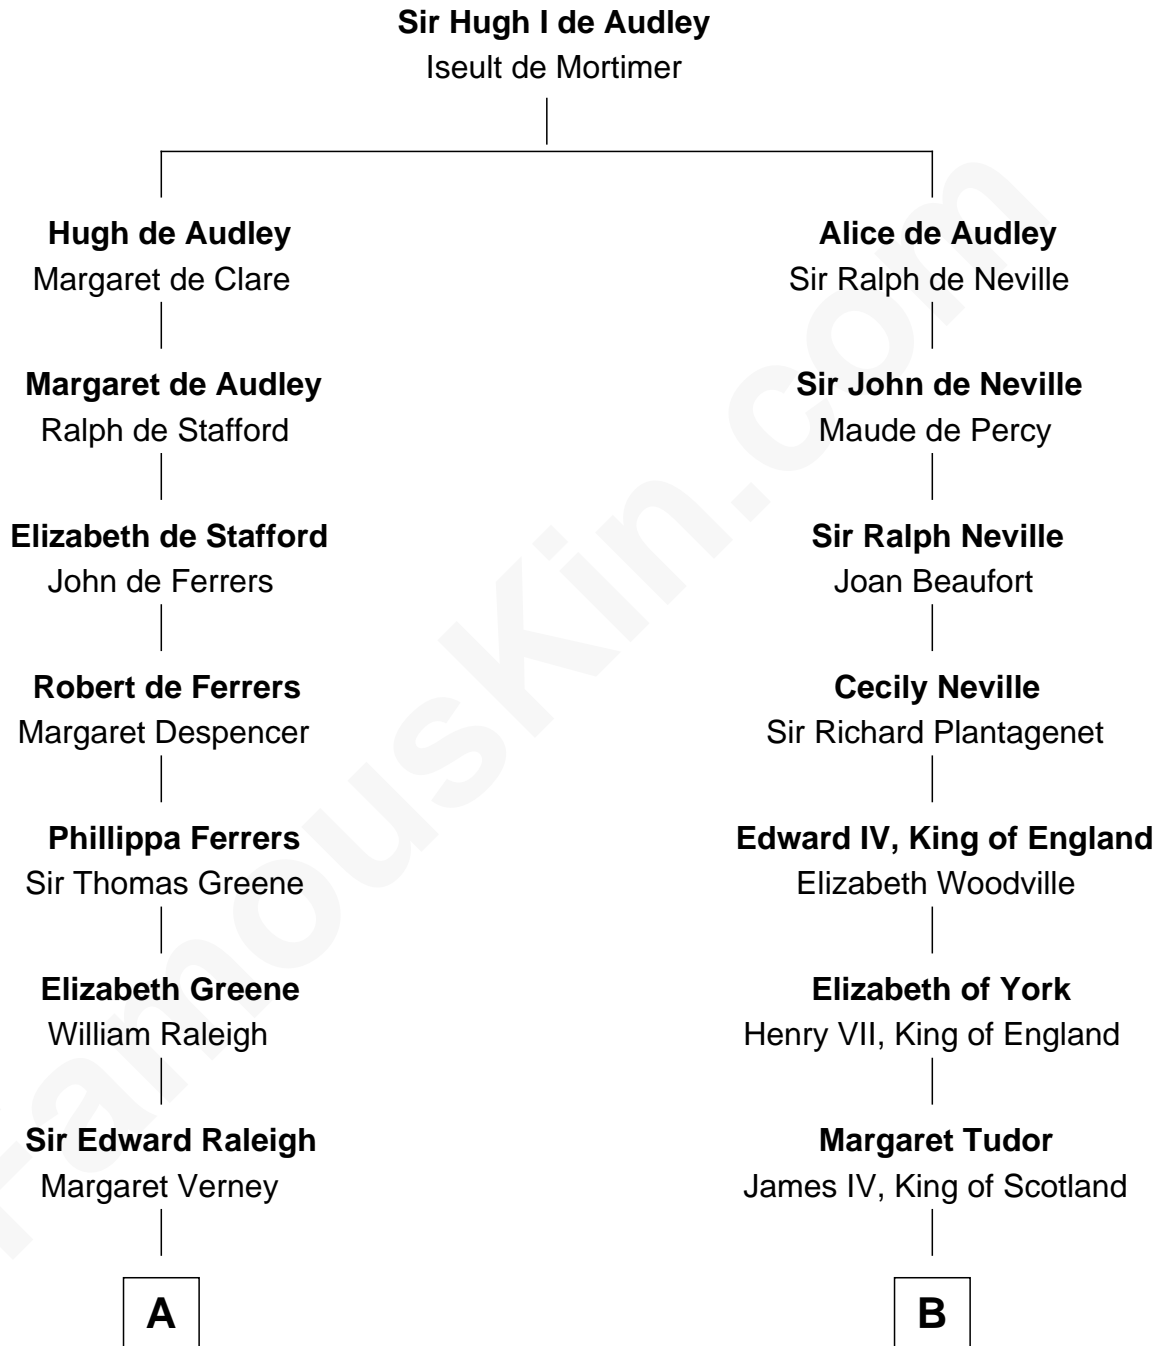 Sir Hugh I de Audley
Iseult de Mortimer
Hugh de Audley
Margaret de Clare
Margaret de Audley
Ralph de Stafford
Elizabeth de Stafford
John de Ferrers
Robert de Ferrers
Margaret Despencer
Phillippa Ferrers
Sir Thomas Greene
Elizabeth Greene
William Raleigh
Sir Edward Raleigh
Margaret Verney
A
Alice de Audley
Sir Ralph de Neville
Sir John de Neville
Maude de Percy
Sir Ralph Neville
Joan Beaufort
Cecily Neville
Sir Richard Plantagenet
Edward IV, King of England
Elizabeth Woodville
Elizabeth of York
Henry VII, King of England
Margaret Tudor
James IV, King of Scotland
B
FamousKin.com